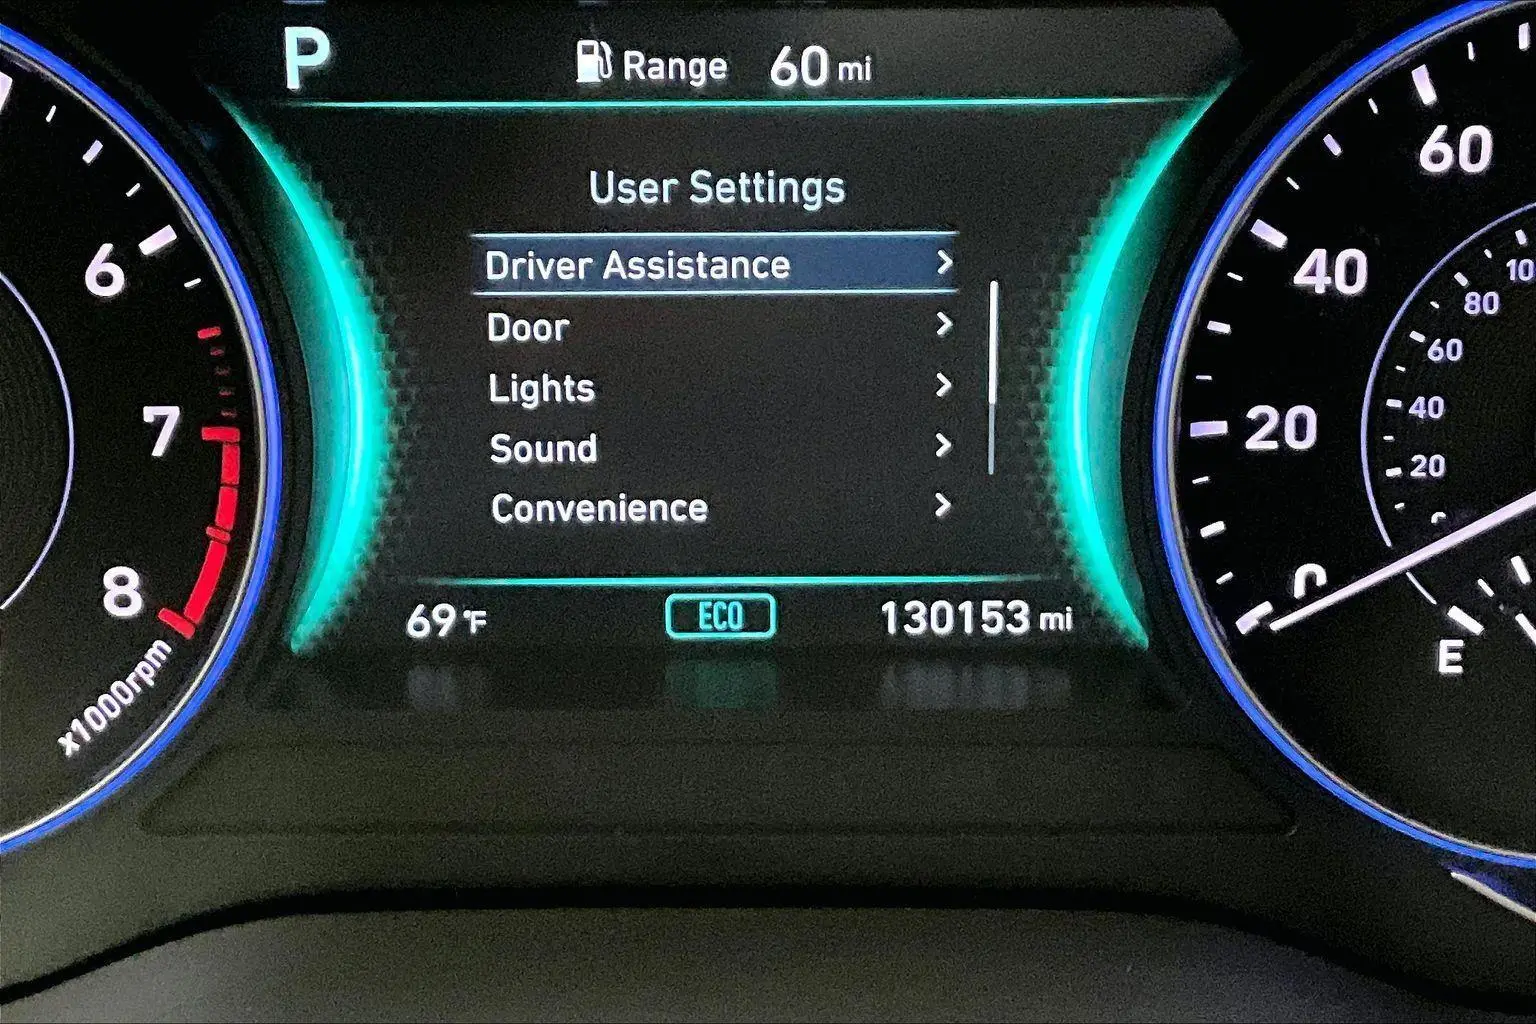 P
Range 60 mi
User Settings
Driver Assistance
Door
Lights
Sound
Convenience
69°F
ECO
130153 mi
6
7
8
x1000rpm
60
40
20
0
80
60
40
20
E